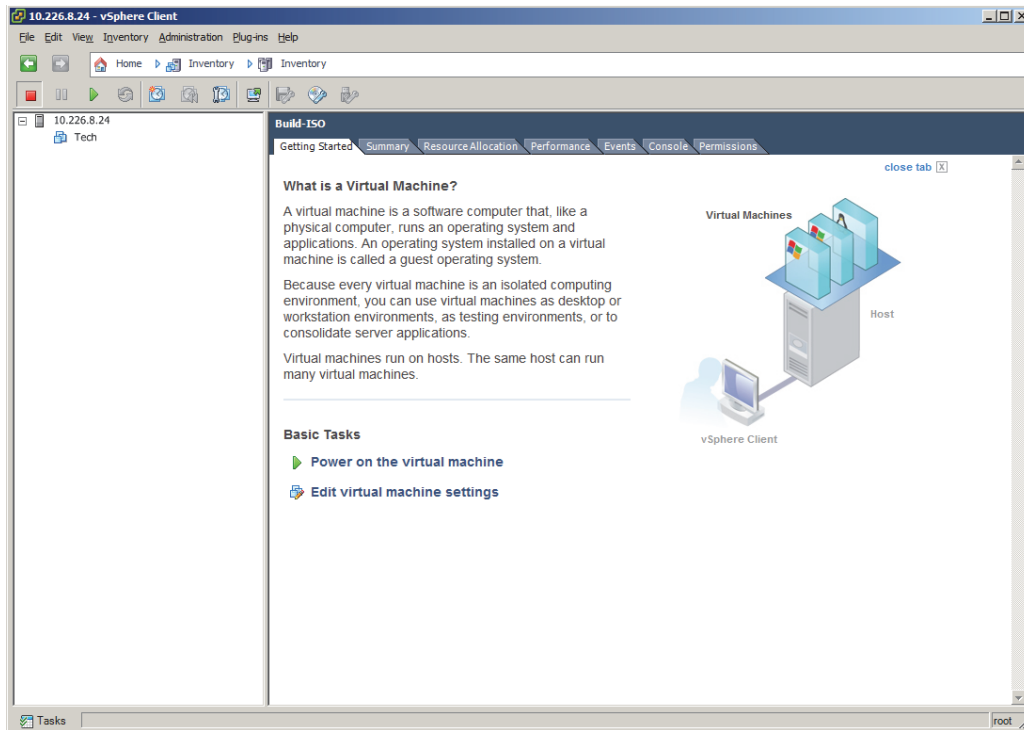 10.226.8.24 - vSphere Client
File Edit View Inventory Administration Plug-ins Help
Home Inventory Inventory
10.226.8.24
Tech
Build-ISO
Getting Started Summary Resource Allocation Performance Events Console Permissions
close tab X
What is a Virtual Machine?
A virtual machine is a software computer that, like a
physical computer, runs an operating system and
applications. An operating system installed on a virtual
machine is called a guest operating system.
Because every virtual machine is an isolated computing
environment, you can use virtual machines as desktop or
workstation environments, as testing environments, or to
consolidate server applications.
Virtual machines run on hosts. The same host can run
many virtual machines.
Virtual Machines
Host
vSphere Client
Basic Tasks
Power on the virtual machine
Edit virtual machine settings
Tasks
root